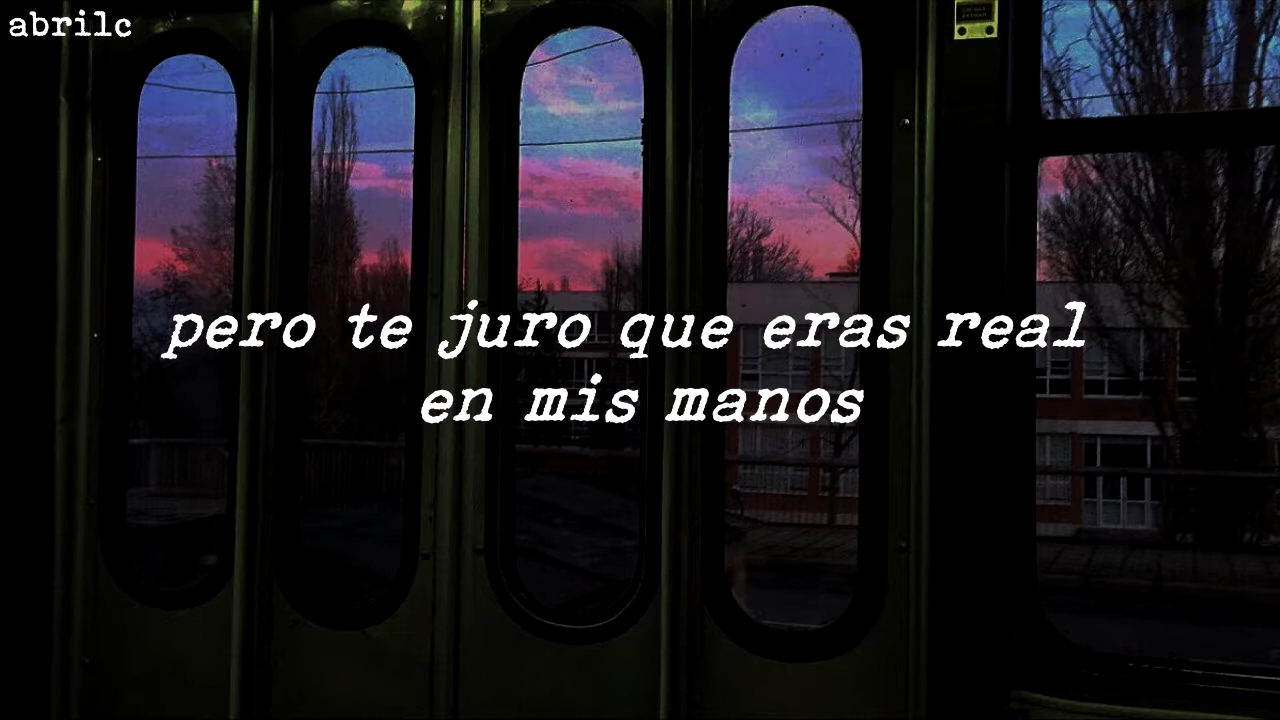 abrilc
pero te juro que eras real
en mis manos